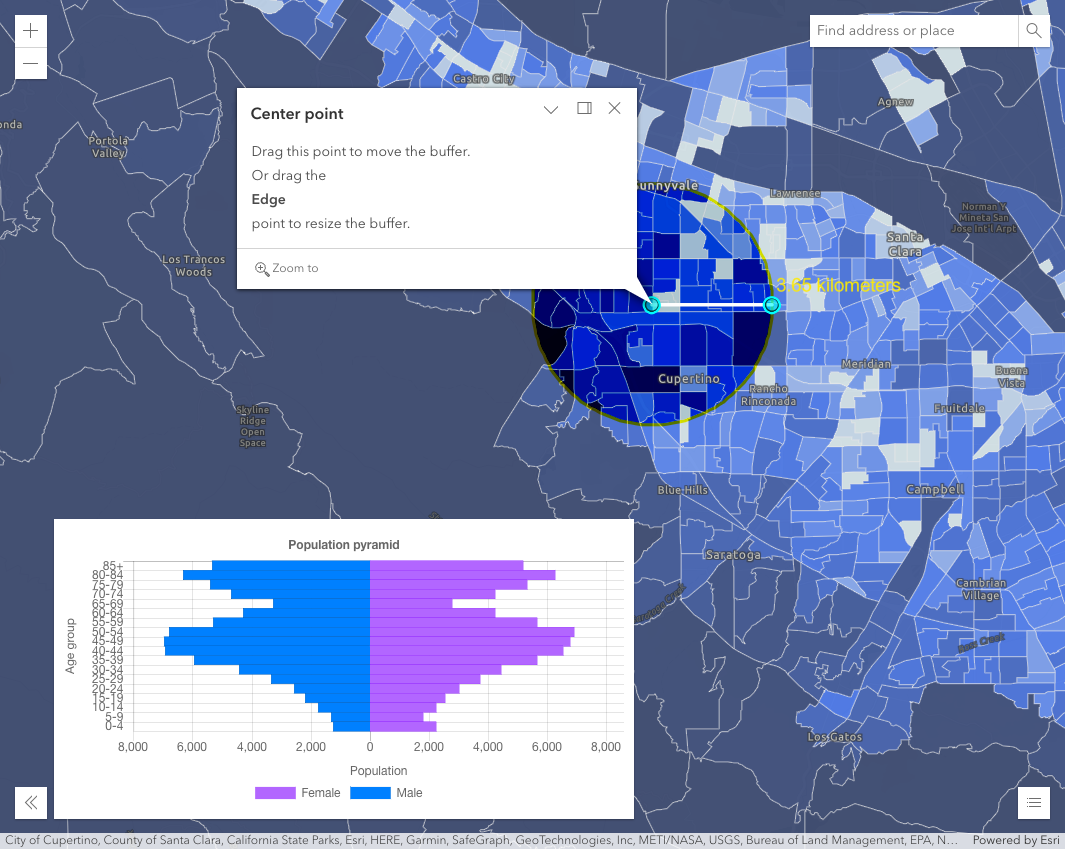 Find address or place
Castro City
Agnew
onda
Portola
Valley
Center point
Drag this point to move the buffer.
Or drag the
Edge
point to resize the buffer.
Zoom to
Sunnyvale
Lawrence
Norman Y
Mineta San
Jose Int'l Arpt
Santa
Clara
Los Trancos
Woods
3.65 kilometers
Meridian
Buena
Vista
Cupertino
Rancho
Rinconada
Fruitdale
Skyline
Ridge
Open
Space
Blue Hills
Campbell
Saratoga
Cambrian
Village
Los Gatos
Population pyramid
Age group
85+
80-84
75-79
70-74
65-69
60-64
55-59
50-54
45-49
40-44
35-39
30-34
25-29
20-24
15-19
10-14
5-9
0-4
8,000 6,000 4,000 2,000 0 2,000 4,000 6,000 8,000
Population
Female Male
City of Cupertino, County of Santa Clara, California State Parks, Esri, HERE, Garmin, SafeGraph, GeoTechnologies, Inc, METI/NASA, USGS, Bureau of Land Management, EPA, N… Powered by Esri